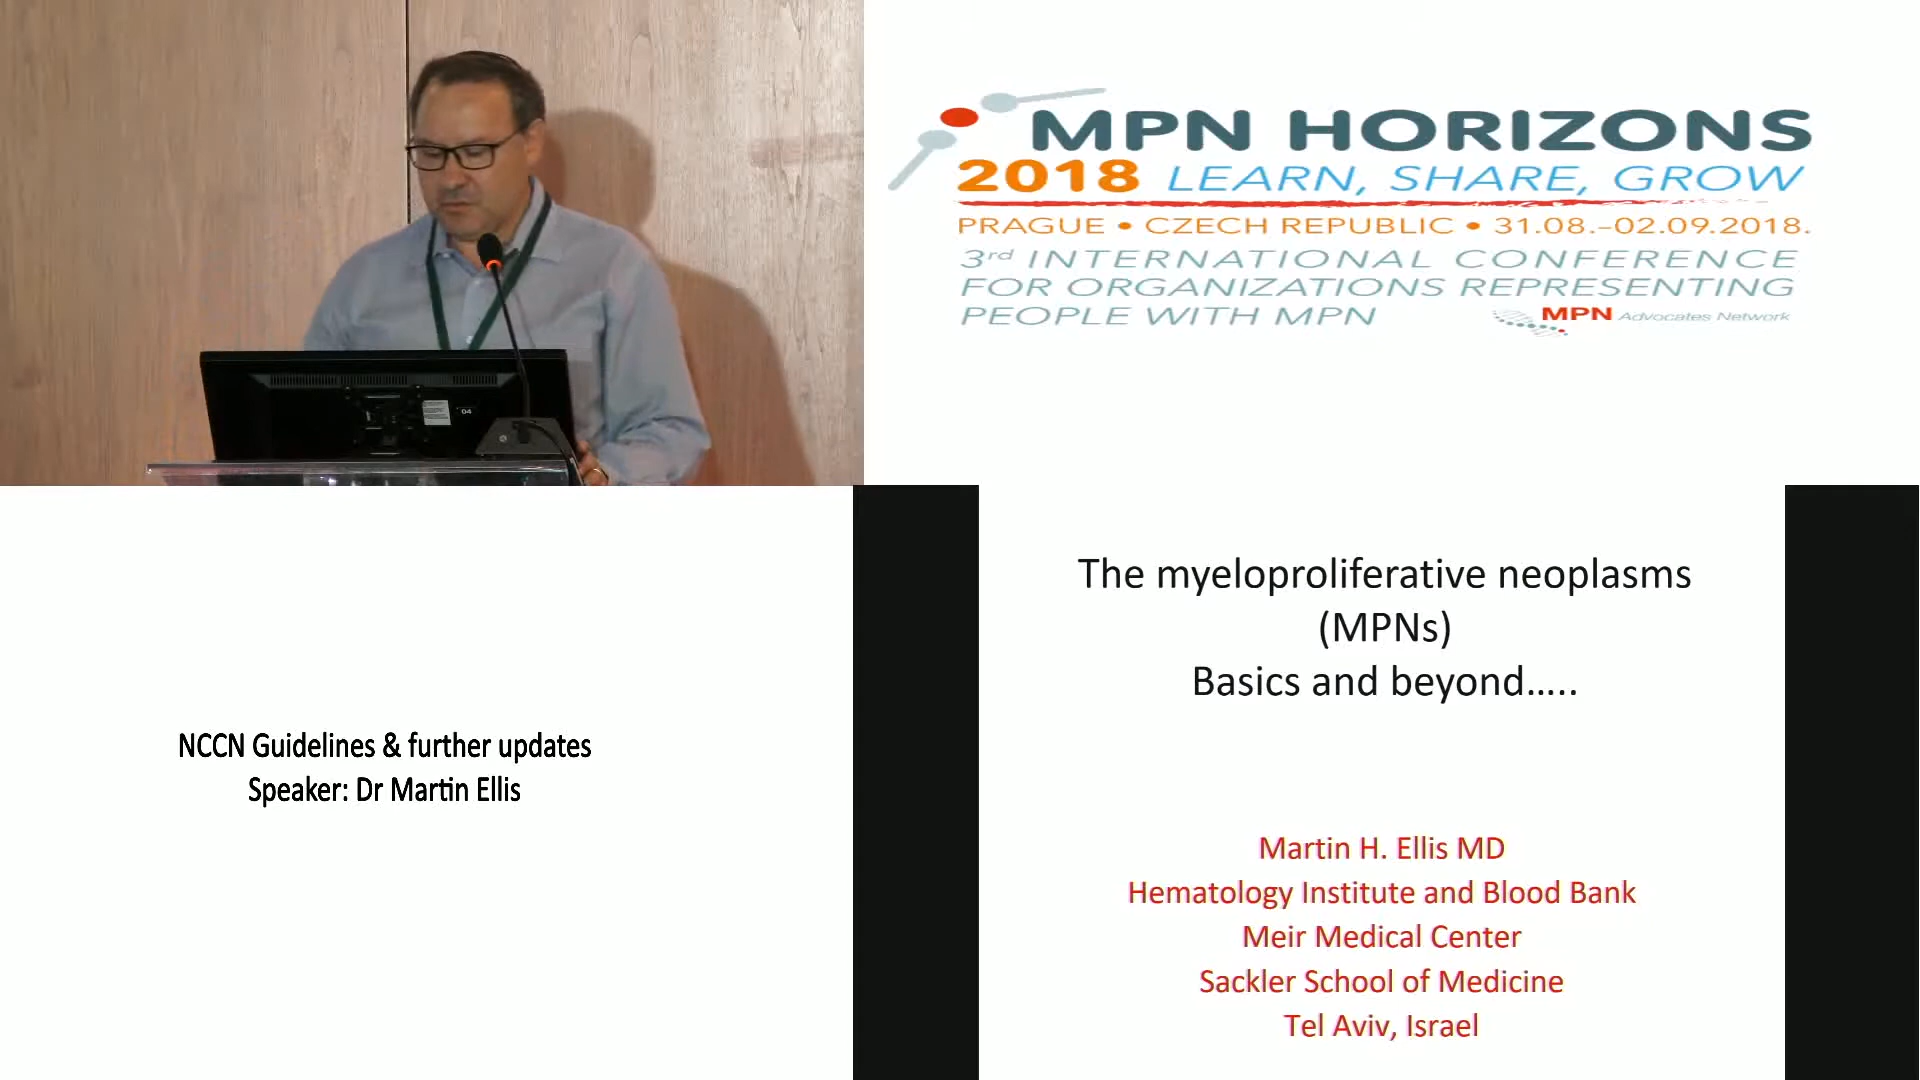 MPN HORIZONS
2018 LEARN, SHARE, GROW
PRAGUE • CZECH REPUBLIC • 31.08.–02.09.2018.
3rd INTERNATIONAL CONFERENCE
FOR ORGANIZATIONS REPRESENTING
PEOPLE WITH MPN
MPN Advocates Network
04
NCCN Guidelines & further updates
Speaker: Dr Martin Ellis
The myeloproliferative neoplasms
(MPNs)
Basics and beyond…..
Martin H. Ellis MD
Hematology Institute and Blood Bank
Meir Medical Center
Sackler School of Medicine
Tel Aviv, Israel